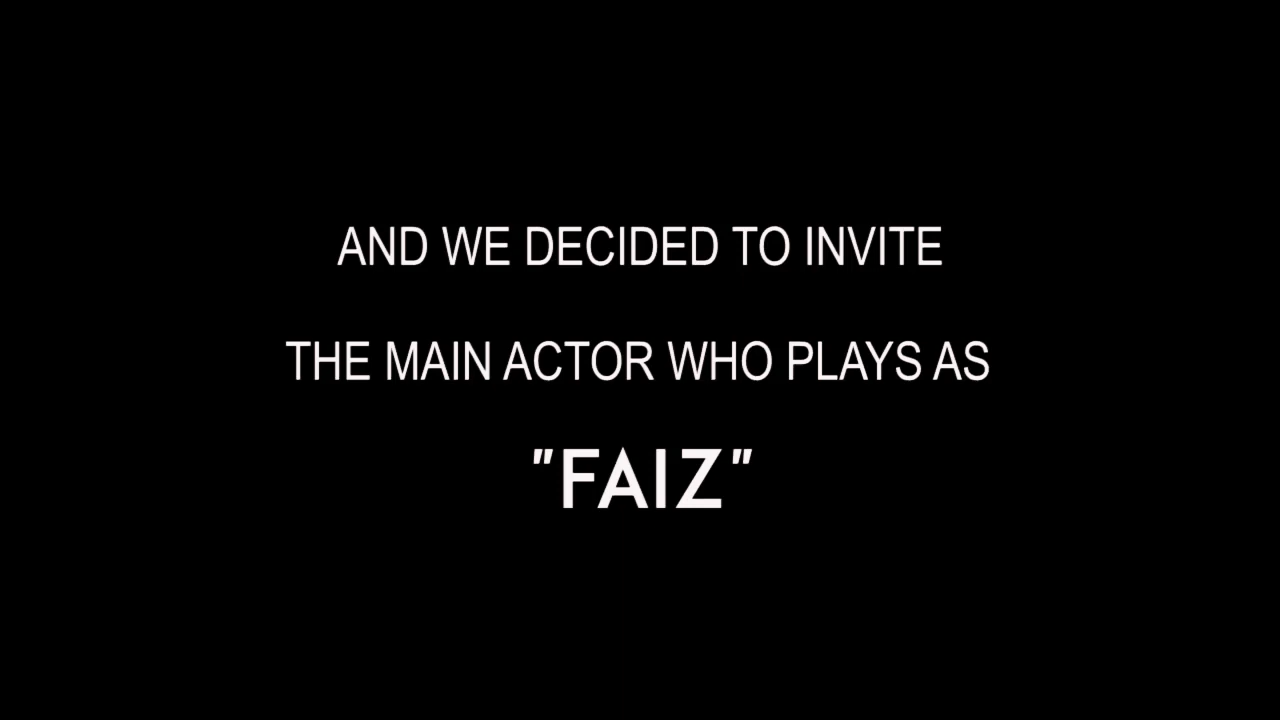 AND WE DECIDED TO INVITE
THE MAIN ACTOR WHO PLAYS AS
"FAIZ"